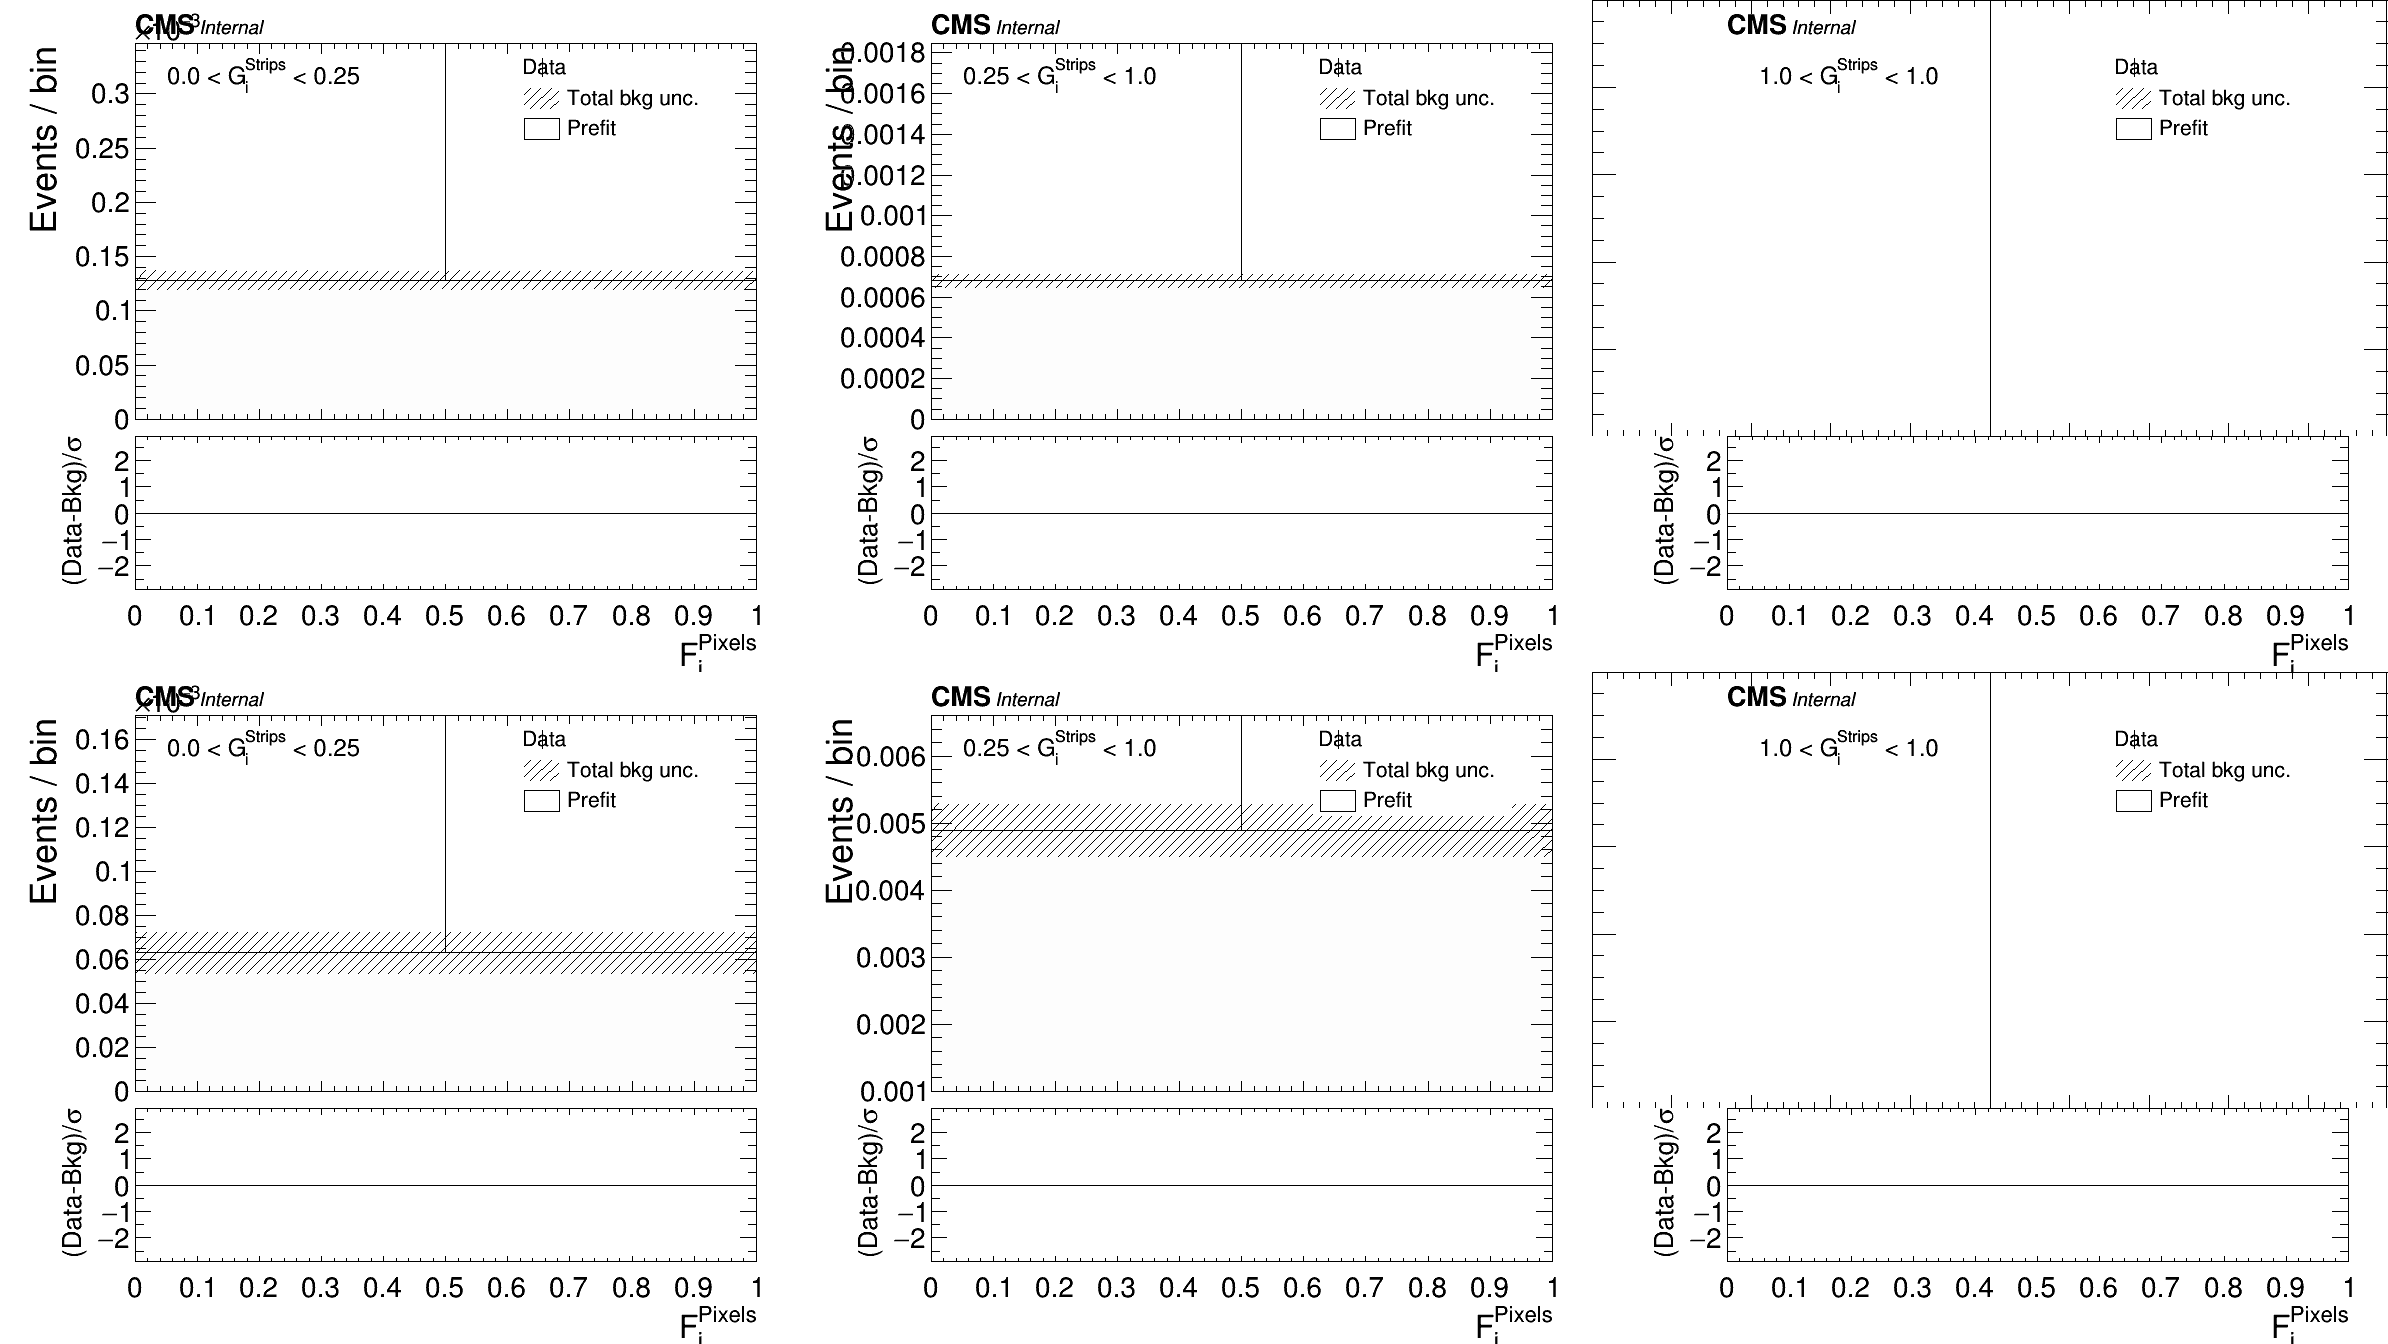 CMS Internal
×10⁻³
0.0 < G_i^Strips < 0.25
Data
Total bkg unc.
Prefit
Events / bin
0.3
0.25
0.2
0.15
0.1
0.05
0
(Data-Bkg)/σ
2
1
0
−1
−2
0 0.1 0.2 0.3 0.4 0.5 0.6 0.7 0.8 0.9 1
F_i^Pixels
CMS Internal
0.25 < G_i^Strips < 1.0
Data
Total bkg unc.
Prefit
Events / bin
0.0018
0.0016
0.0014
0.0012
0.001
0.0008
0.0006
0.0004
0.0002
0
(Data-Bkg)/σ
2
1
0
−1
−2
0 0.1 0.2 0.3 0.4 0.5 0.6 0.7 0.8 0.9 1
F_i^Pixels
CMS Internal
1.0 < G_i^Strips < 1.0
Data
Total bkg unc.
Prefit
(Data-Bkg)/σ
2
1
0
−1
−2
0 0.1 0.2 0.3 0.4 0.5 0.6 0.7 0.8 0.9 1
F_i^Pixels
CMS Internal
×10⁻³
0.0 < G_i^Strips < 0.25
Data
Total bkg unc.
Prefit
Events / bin
0.16
0.14
0.12
0.1
0.08
0.06
0.04
0.02
0
(Data-Bkg)/σ
2
1
0
−1
−2
0 0.1 0.2 0.3 0.4 0.5 0.6 0.7 0.8 0.9 1
F_i^Pixels
CMS Internal
0.25 < G_i^Strips < 1.0
Data
Total bkg unc.
Prefit
Events / bin
0.006
0.005
0.004
0.003
0.002
0.001
(Data-Bkg)/σ
2
1
0
−1
−2
0 0.1 0.2 0.3 0.4 0.5 0.6 0.7 0.8 0.9 1
F_i^Pixels
CMS Internal
1.0 < G_i^Strips < 1.0
Data
Total bkg unc.
Prefit
(Data-Bkg)/σ
2
1
0
−1
−2
0 0.1 0.2 0.3 0.4 0.5 0.6 0.7 0.8 0.9 1
F_i^Pixels